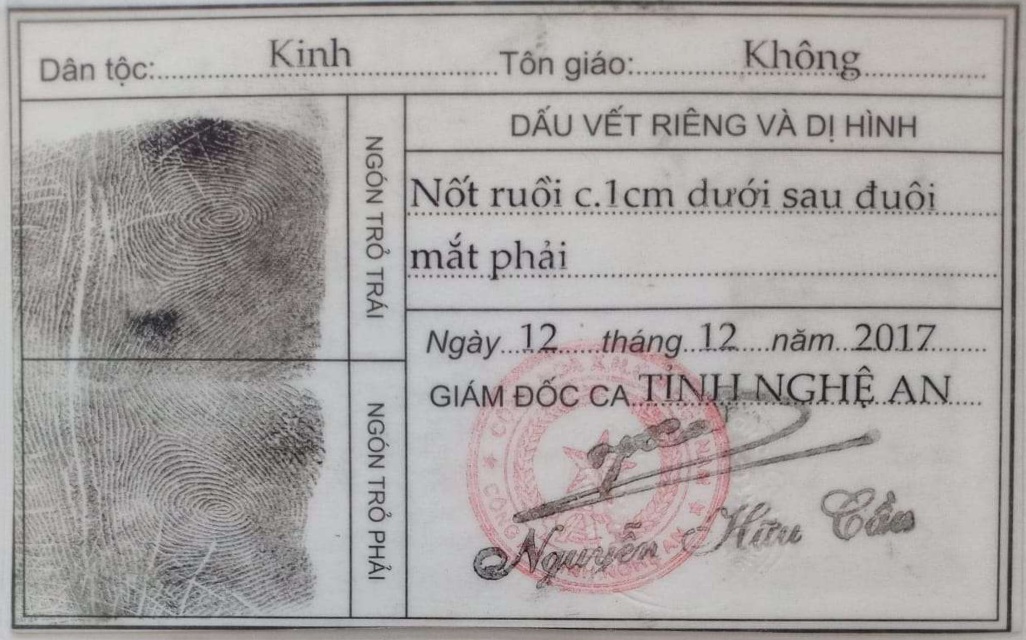 Dân tộc: Kinh Tôn giáo: Không
NGÓN TRỎ TRÁI
DẤU VẾT RIÊNG VÀ DỊ HÌNH
Nốt ruồi c.1cm dưới sau đuôi
mắt phải
Ngày 12 tháng 12 năm 2017
GIÁM ĐỐC CA TỈNH NGHỆ AN
NGÓN TRỎ PHẢI
Nguyễn Hữu Cầu